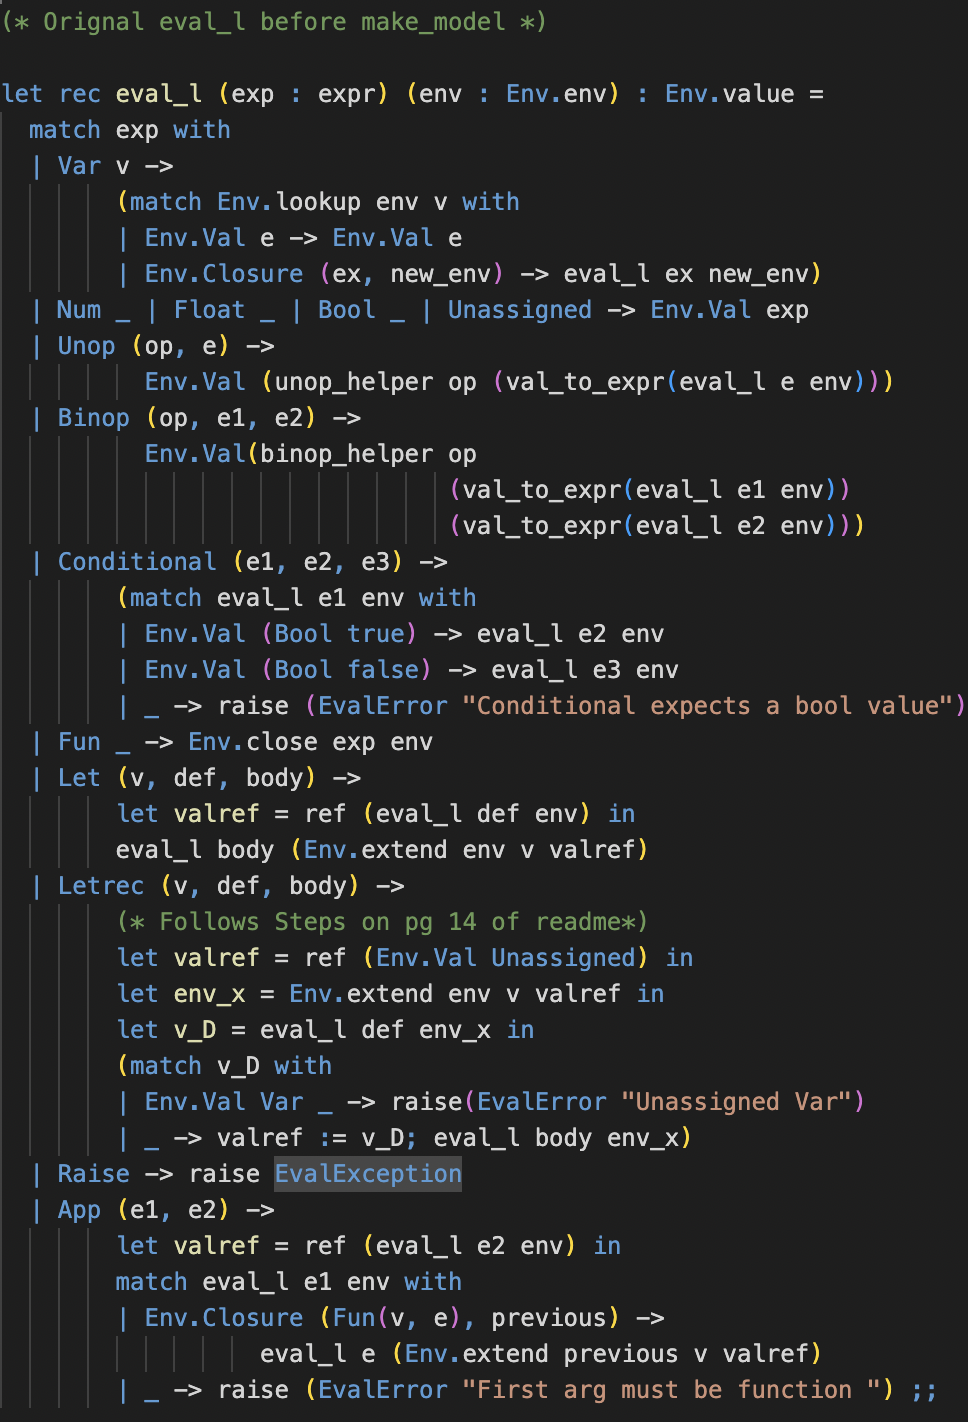 (* Orignal eval_l before make_model *)
let rec eval_l (exp : expr) (env : Env.env) : Env.value =
match exp with
| Var v ->
(match Env.lookup env v with
| Env.Val e -> Env.Val e
| Env.Closure (ex, new_env) -> eval_l ex new_env)
| Num _ | Float _ | Bool _ | Unassigned -> Env.Val exp
| Unop (op, e) ->
Env.Val (unop_helper op (val_to_expr(eval_l e env)))
| Binop (op, e1, e2) ->
Env.Val(binop_helper op
(val_to_expr(eval_l e1 env))
(val_to_expr(eval_l e2 env)))
| Conditional (e1, e2, e3) ->
(match eval_l e1 env with
| Env.Val (Bool true) -> eval_l e2 env
| Env.Val (Bool false) -> eval_l e3 env
| _ -> raise (EvalError "Conditional expects a bool value")
| Fun _ -> Env.close exp env
| Let (v, def, body) ->
let valref = ref (eval_l def env) in
eval_l body (Env.extend env v valref)
| Letrec (v, def, body) ->
(* Follows Steps on pg 14 of readme*)
let valref = ref (Env.Val Unassigned) in
let env_x = Env.extend env v valref in
let v_D = eval_l def env_x in
(match v_D with
| Env.Val Var _ -> raise(EvalError "Unassigned Var")
| _ -> valref := v_D; eval_l body env_x)
| Raise -> raise EvalException
| App (e1, e2) ->
let valref = ref (eval_l e2 env) in
match eval_l e1 env with
| Env.Closure (Fun(v, e), previous) ->
eval_l e (Env.extend previous v valref)
| _ -> raise (EvalError "First arg must be function ") ;;